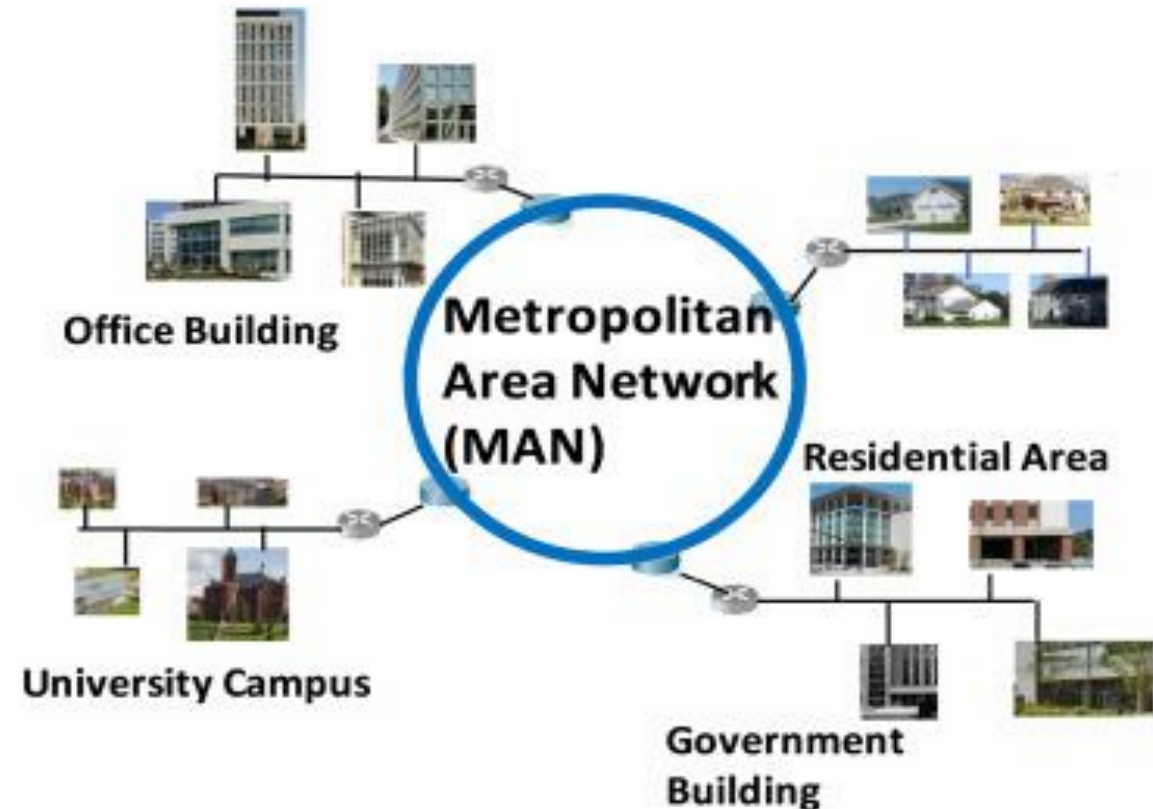 Office Building
Metropolitan
Area Network
(MAN)
Residential Area
University Campus
Government
Building